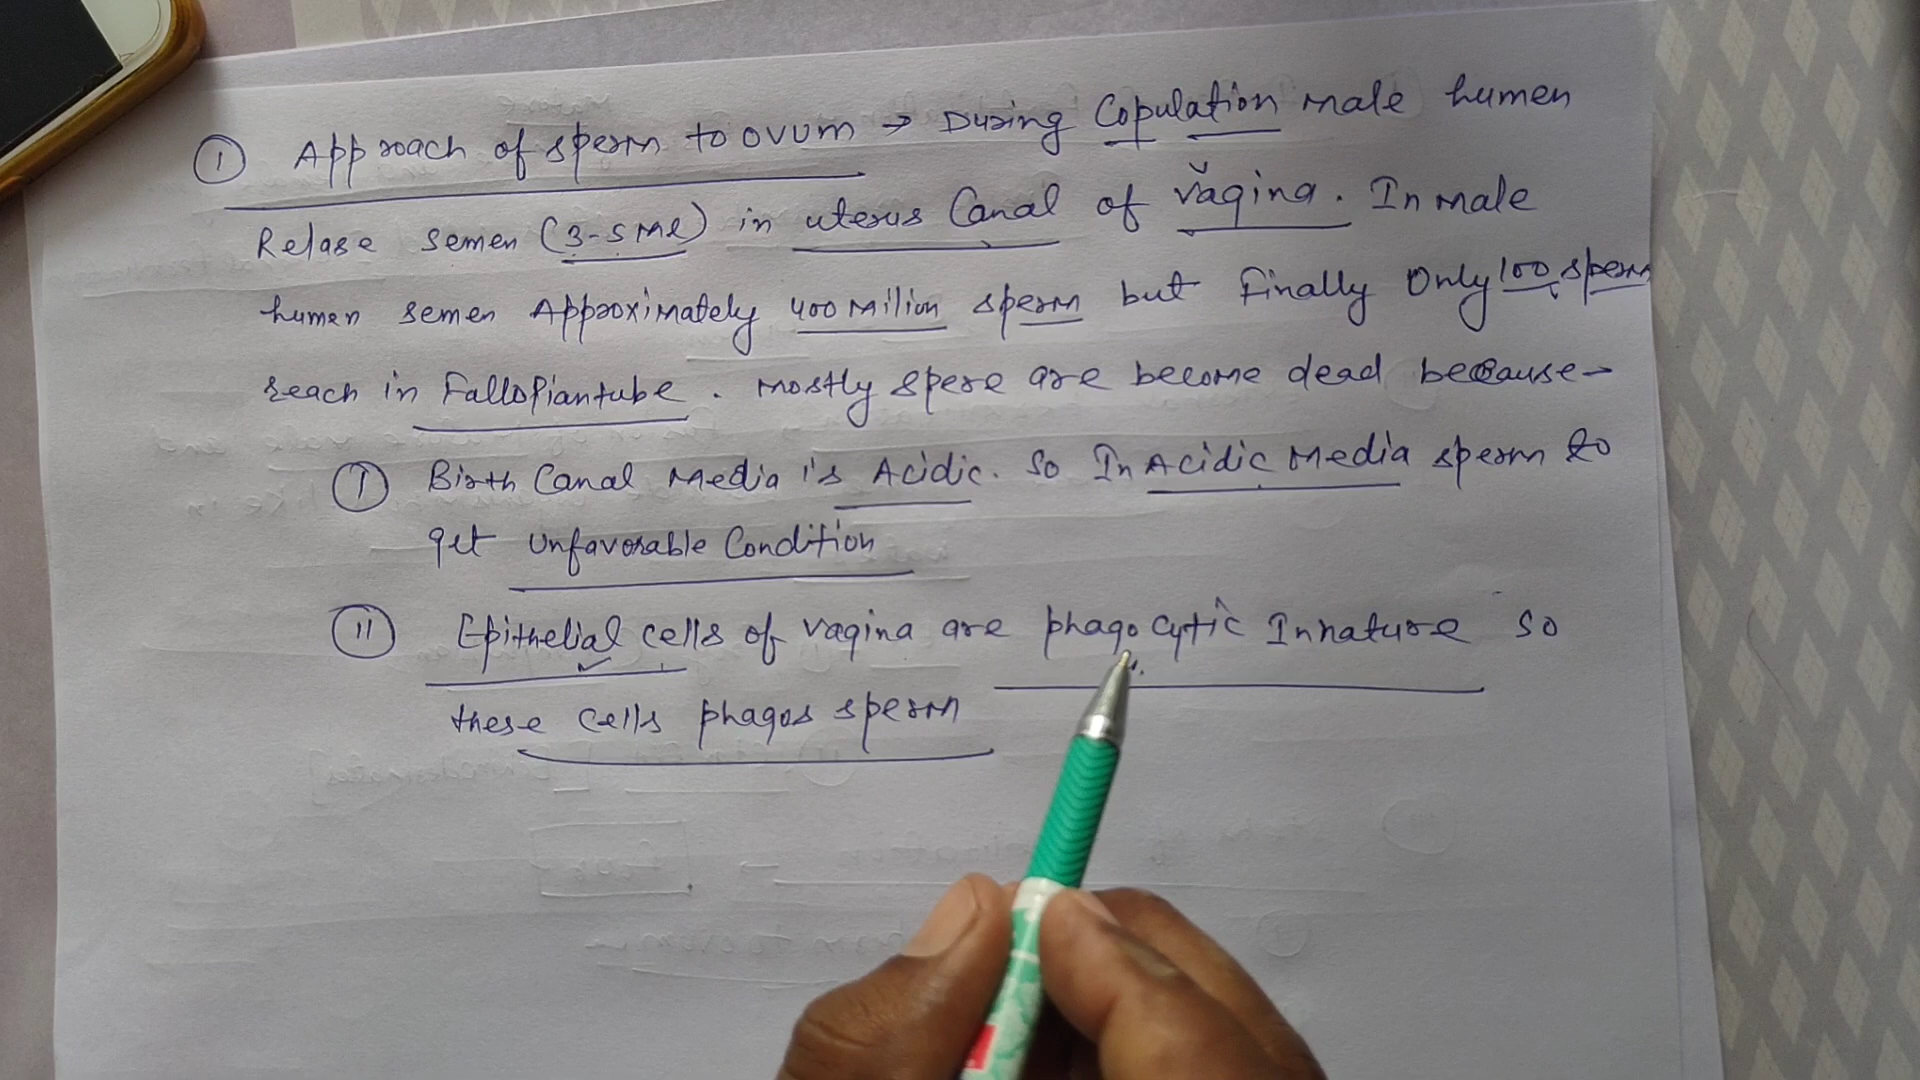 ① Approach of sperm to ovum → During Copulation male human
Relase semen (3-5 ML) in uterus Canal of vagina. In male
human semen Approximately 400 Million sperm but finally Only 100 sperm
reach in Fallopiantube. Mostly spere are become dead because-
Ⓘ Birth Canal Media is Acidic. So In Acidic Media sperm to
get unfavorable Condition
(II) Epithelial cells of vagina are phagocytic Innature so
these cells phagos sperm